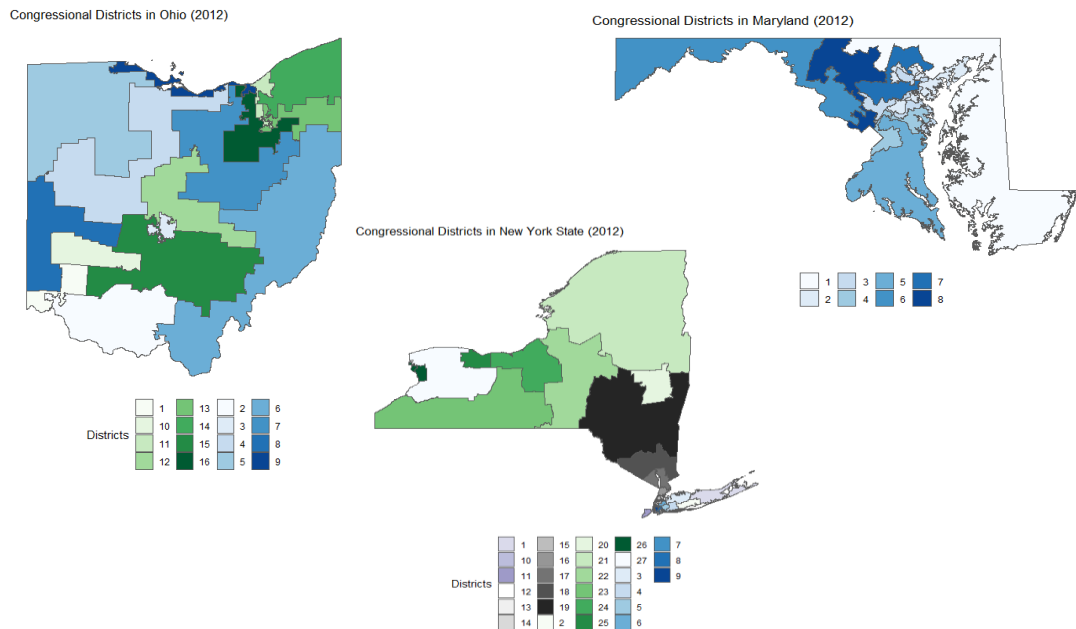 Congressional Districts in Ohio (2012)
Congressional Districts in Maryland (2012)
1 3 5 7
2 4 6 8
Congressional Districts in New York State (2012)
Districts
1 13 2 6
10 14 3 7
11 15 4 8
12 16 5 9
Districts
1 15 20 26 7
10 16 21 27 8
11 17 22 3 9
12 18 23 4
13 19 24 5
14 2 25 6